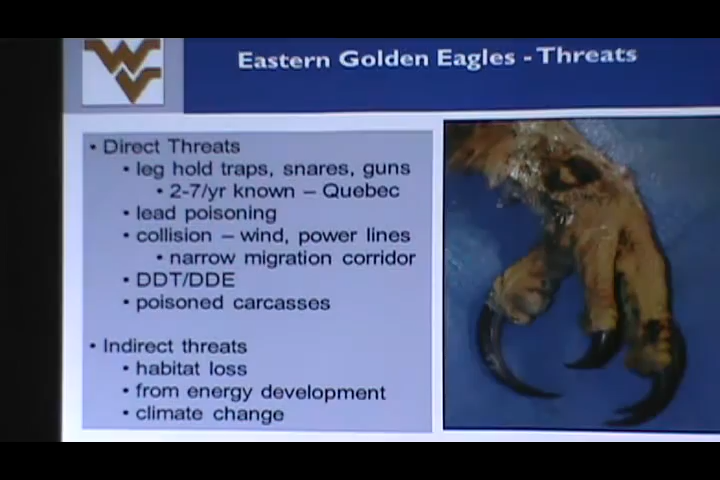 Eastern Golden Eagles - Threats
• Direct Threats
• leg hold traps, snares, guns
• 2-7/yr known – Quebec
• lead poisoning
• collision – wind, power lines
• narrow migration corridor
• DDT/DDE
• poisoned carcasses
• Indirect threats
• habitat loss
• from energy development
• climate change